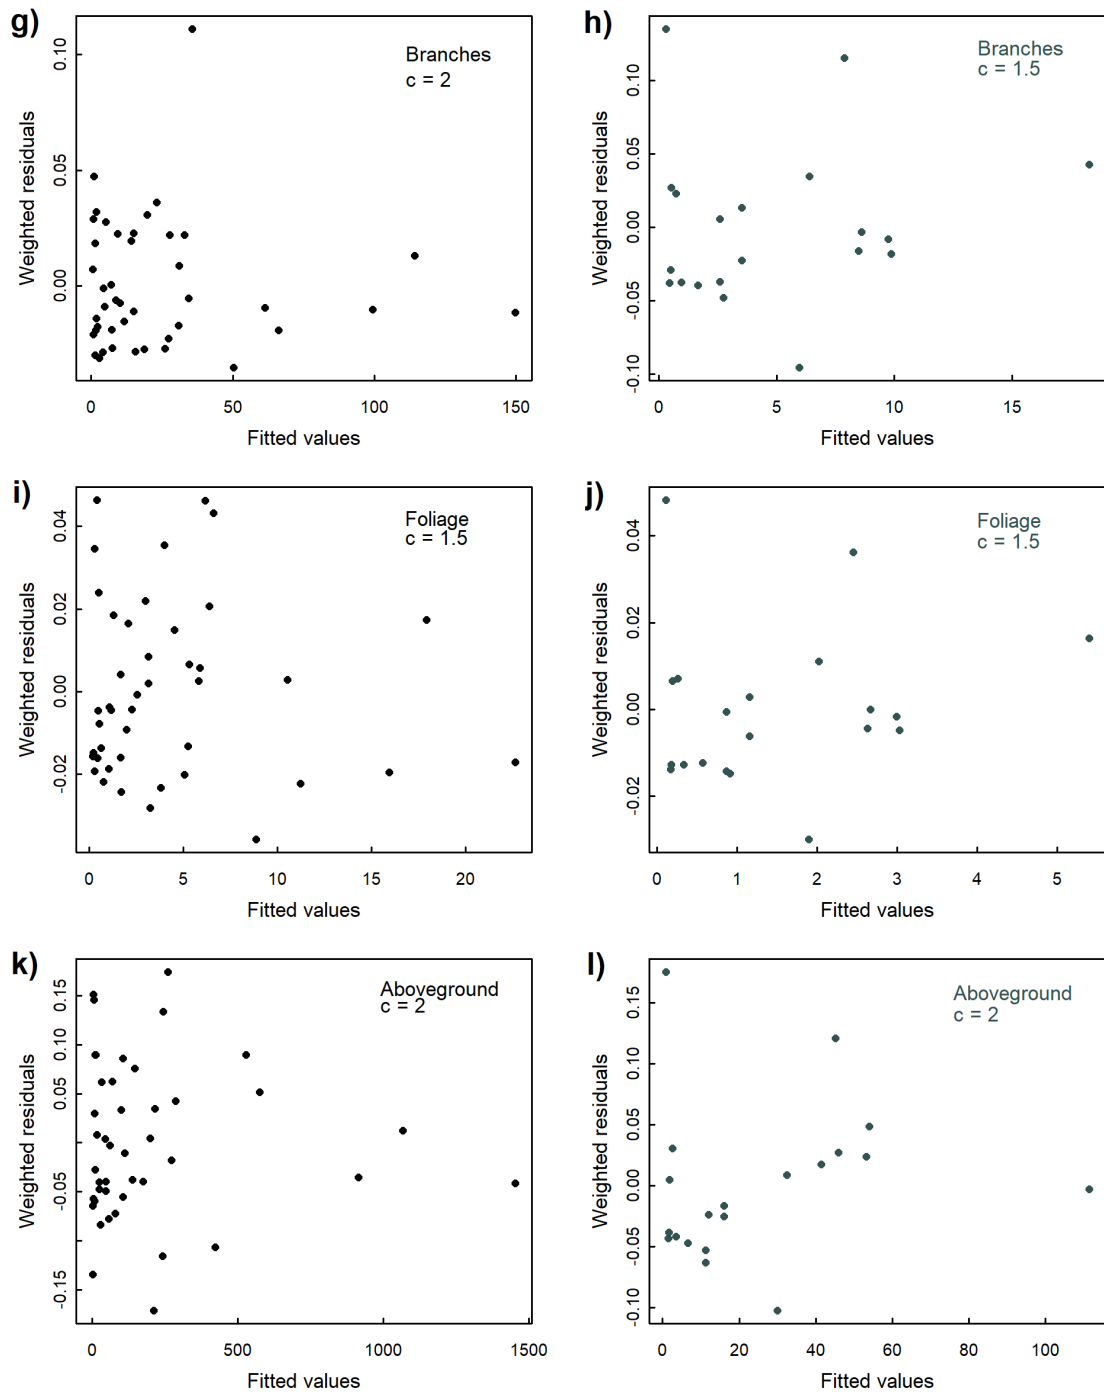 g)
Branches
c = 2
Weighted residuals
0.10
0.05
0.00
0
50
100
150
Fitted values
h)
Branches
c = 1.5
Weighted residuals
0.10
0.05
0.00
-0.05
-0.10
0
5
10
15
Fitted values
i)
Foliage
c = 1.5
Weighted residuals
0.04
0.02
0.00
-0.02
0
5
10
15
20
Fitted values
j)
Foliage
c = 1.5
Weighted residuals
0.04
0.02
0.00
-0.02
0
1
2
3
4
5
Fitted values
k)
Aboveground
c = 2
Weighted residuals
0.15
0.10
0.05
-0.05
-0.15
0
500
1000
1500
Fitted values
l)
Aboveground
c = 2
Weighted residuals
0.15
0.10
0.05
0.00
-0.05
-0.10
0
20
40
60
80
100
Fitted values